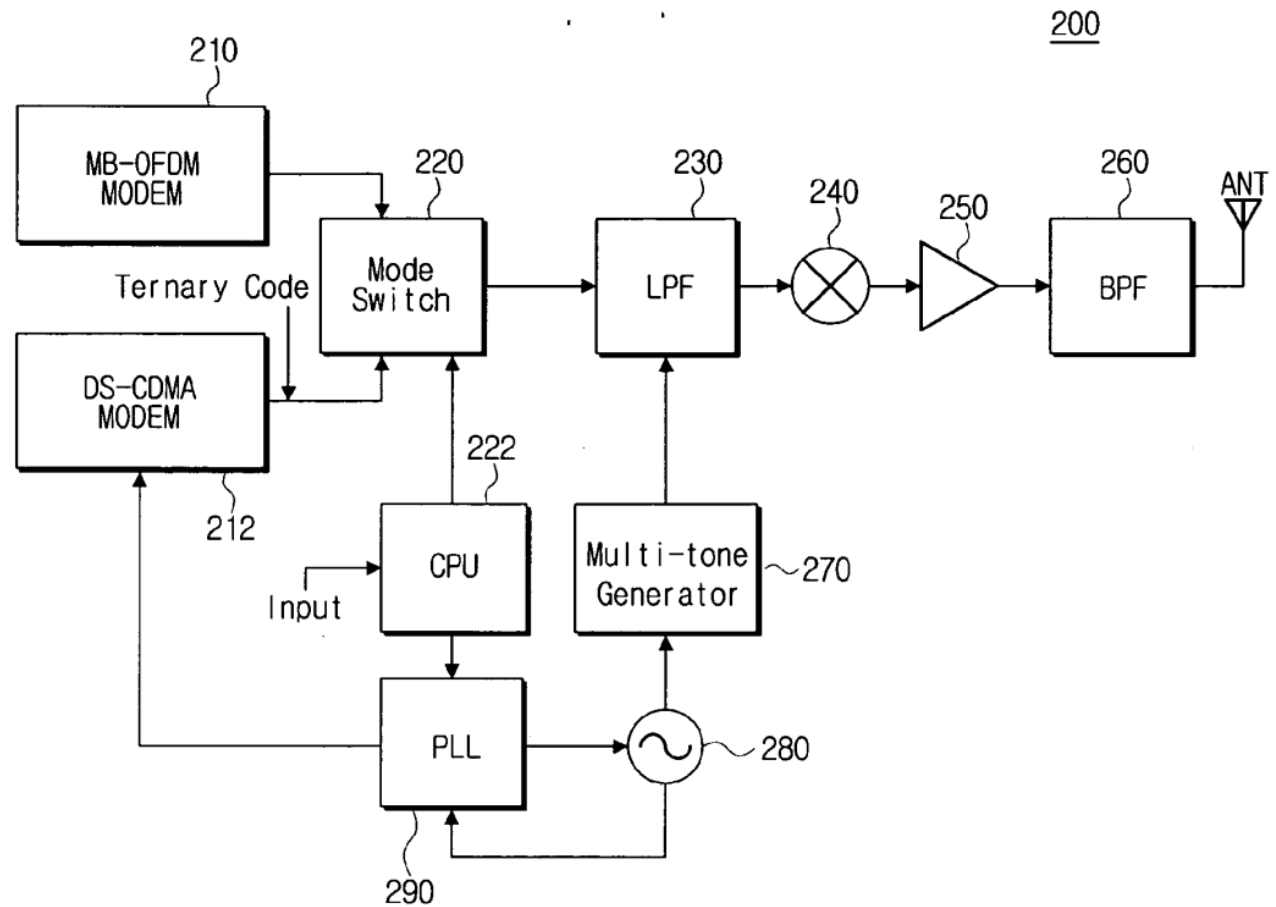 200
210
MB-OFDM
MODEM
220
230
240
250
260
ANT
Mode
Switch
LPF
BPF
Ternary Code
DS-CDMA
MODEM
212
222
CPU
Input
Multi-tone
Generator
270
PLL
280
290